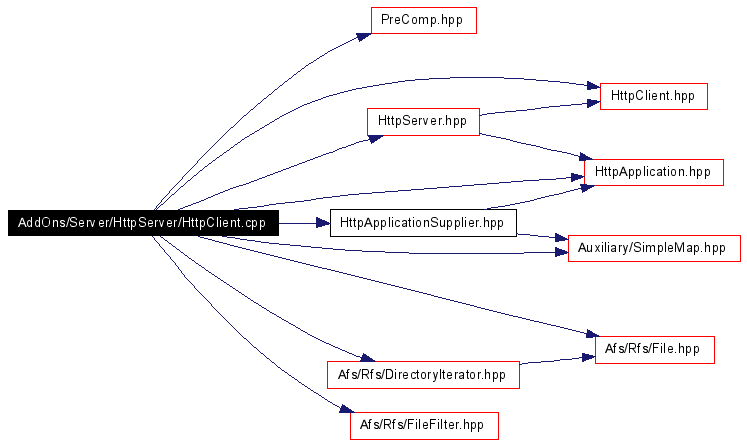 PreComp.hpp
HttpClient.hpp
HttpServer.hpp
HttpApplication.hpp
AddOns/Server/HttpServer/HttpClient.cpp
HttpApplicationSupplier.hpp
Auxiliary/SimpleMap.hpp
Afs/Rfs/File.hpp
Afs/Rfs/DirectoryIterator.hpp
Afs/Rfs/FileFilter.hpp